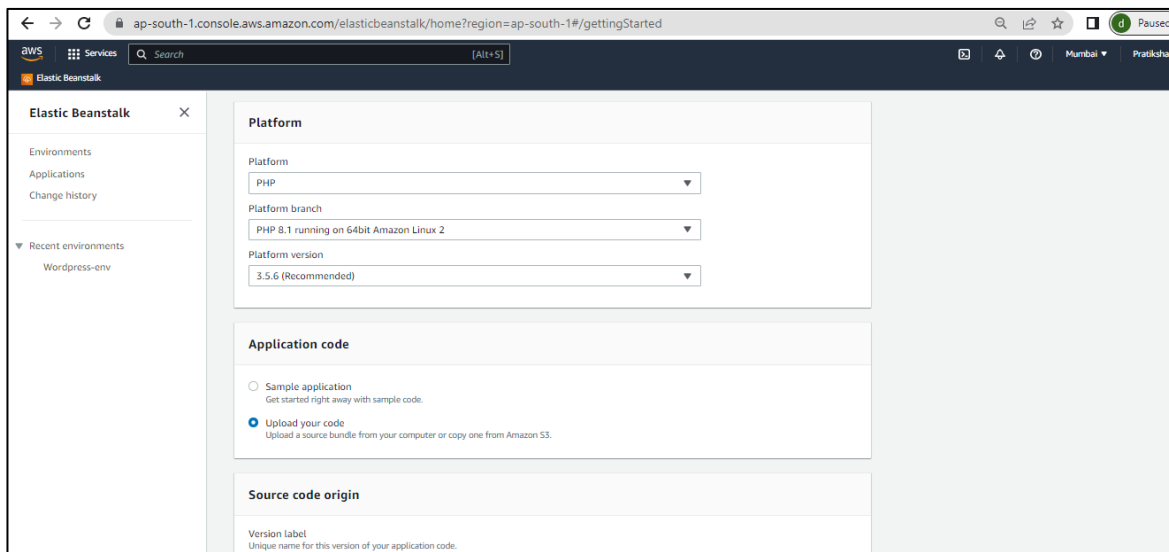 ap-south-1.console.aws.amazon.com/elasticbeanstalk/home?region=ap-south-1#/gettingStarted
d Paused
aws Services Search [Alt+S] Mumbai ▼ Pratiksha
Elastic Beanstalk
Elastic Beanstalk
Environments
Applications
Change history
Recent environments
Wordpress-env
Platform
Platform
PHP
Platform branch
PHP 8.1 running on 64bit Amazon Linux 2
Platform version
3.5.6 (Recommended)
Application code
Sample application
Get started right away with sample code.
Upload your code
Upload a source bundle from your computer or copy one from Amazon S3.
Source code origin
Version label
Unique name for this version of your application code.